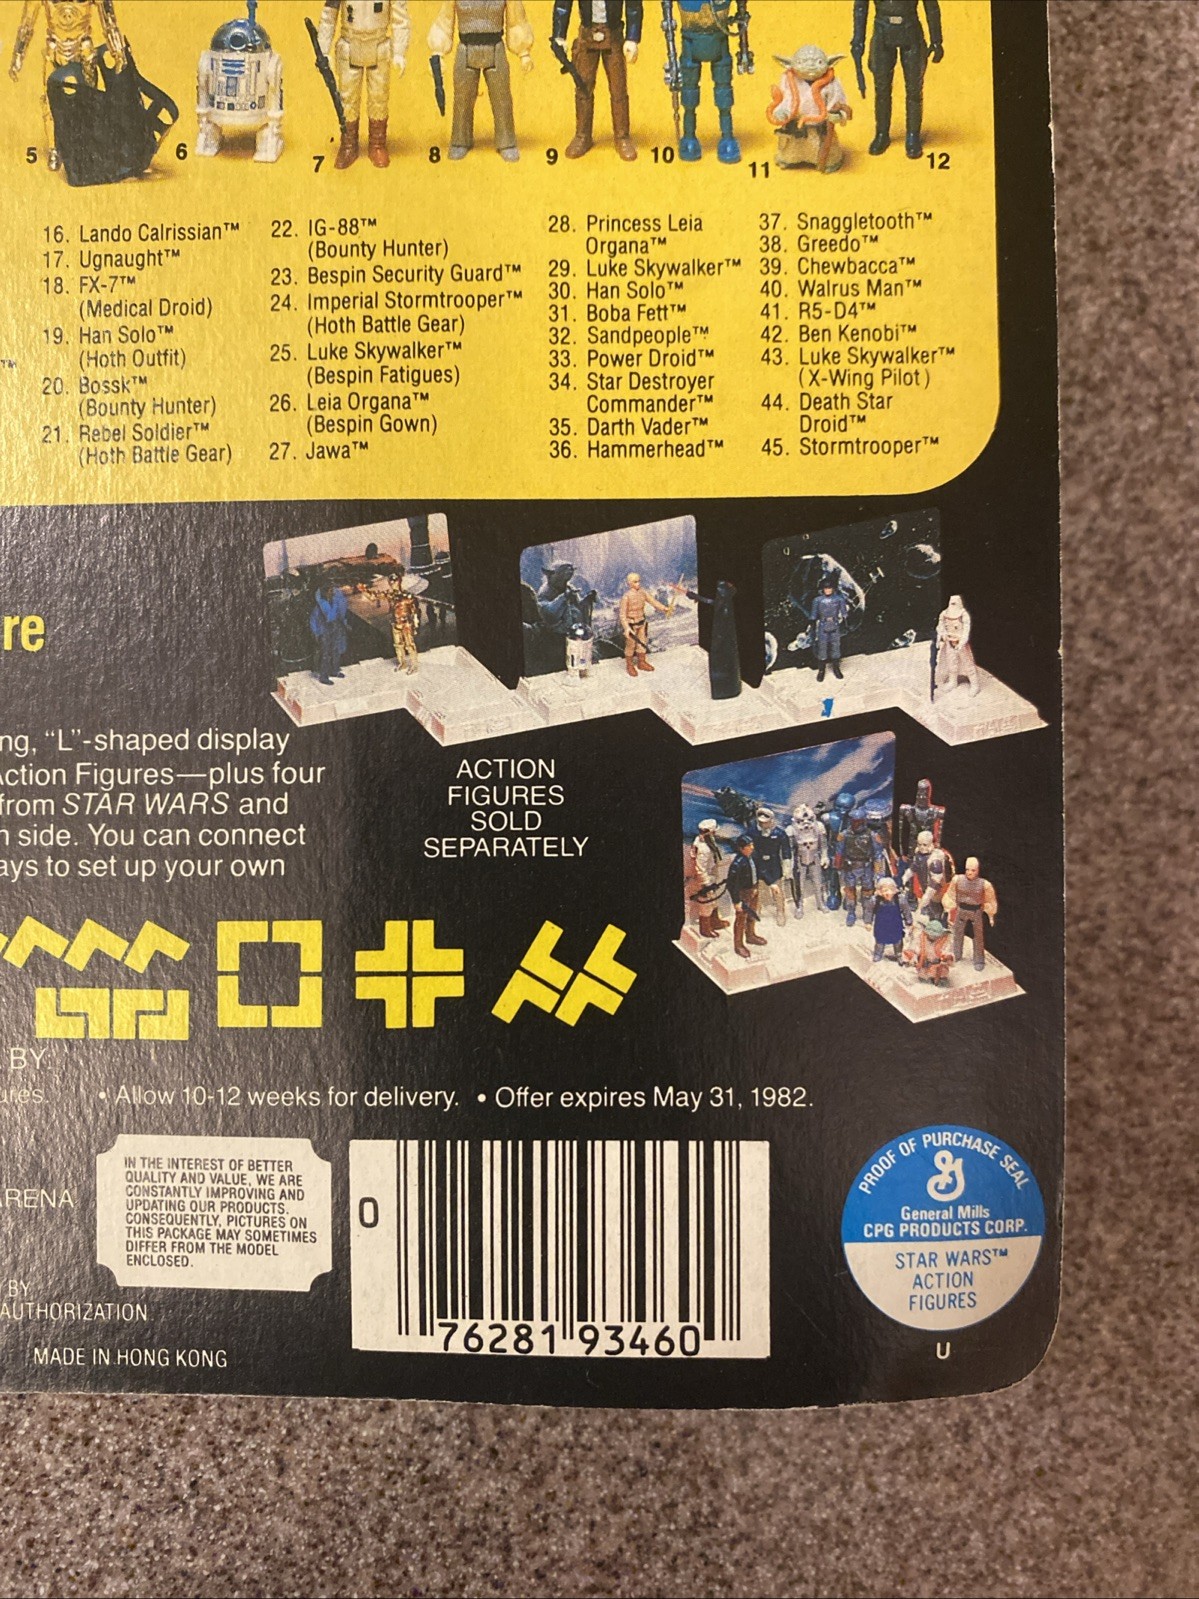 5
6
7
8
9
10
11
12
16. Lando Calrissian™
17. Ugnaught™
18. FX-7™
(Medical Droid)
19. Han Solo™
(Hoth Outfit)
20. Bossk™
(Bounty Hunter)
21. Rebel Soldier™
(Hoth Battle Gear)
22. IG-88™
(Bounty Hunter)
23. Bespin Security Guard™
24. Imperial Stormtrooper™
(Hoth Battle Gear)
25. Luke Skywalker™
(Bespin Fatigues)
26. Leia Organa™
(Bespin Gown)
27. Jawa™
28. Princess Leia
Organa™
29. Luke Skywalker™
30. Han Solo™
31. Boba Fett™
32. Sandpeople™
33. Power Droid™
34. Star Destroyer
Commander™
35. Darth Vader™
36. Hammerhead™
37. Snaggletooth™
38. Greedo™
39. Chewbacca™
40. Walrus Man™
41. R5-D4™
42. Ben Kenobi™
43. Luke Skywalker™
(X-Wing Pilot)
44. Death Star
Droid™
45. Stormtrooper™
™
re
ng, “L”-shaped display
Action Figures—plus four
from STAR WARS and
n side. You can connect
ays to set up your own
ACTION
FIGURES
SOLD
SEPARATELY
BY
ures. • Allow 10-12 weeks for delivery. • Offer expires May 31, 1982.
ARENA
BY
AUTHORIZATION
MADE IN HONG KONG
IN THE INTEREST OF BETTER
QUALITY AND VALUE, WE ARE
CONSTANTLY IMPROVING AND
UPDATING OUR PRODUCTS.
CONSEQUENTLY, PICTURES ON
THIS PACKAGE MAY SOMETIMES
DIFFER FROM THE MODEL
ENCLOSED.
0
76281 93460
PROOF OF PURCHASE SEAL
G
General Mills
CPG PRODUCTS CORP.
STAR WARS™
ACTION
FIGURES
U